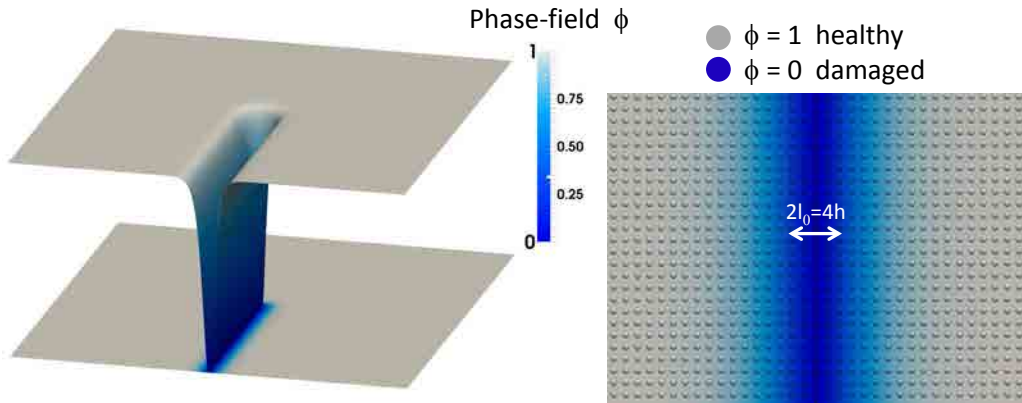 Phase-field ϕ
1
0.75
0.50
0.25
0
ϕ = 1 healthy
ϕ = 0 damaged
2l₀=4h